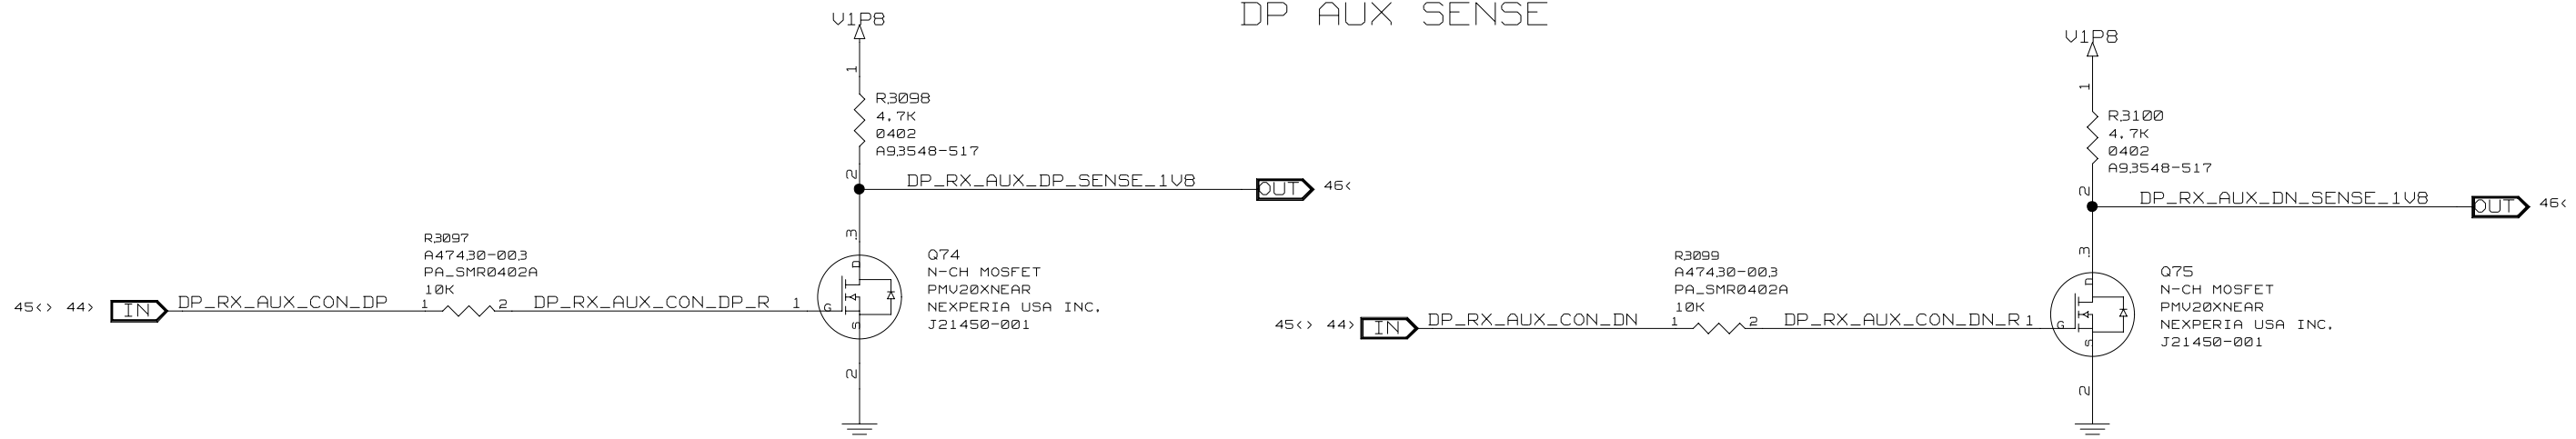 DP AUX SENSE
V1P8
1
R3098
4.7K
0402
A93548-517
2
DP_RX_AUX_DP_SENSE_1V8
OUT
46<
R3097
A47430-003
PA_SMR0402A
10K
45<> 44>
IN
DP_RX_AUX_CON_DP
1
2
DP_RX_AUX_CON_DP_R
1
3
D
G
S
2
Q74
N-CH MOSFET
PMV20XNEAR
NEXPERIA USA INC.
J21450-001
V1P8
1
R3100
4.7K
0402
A93548-517
2
DP_RX_AUX_DN_SENSE_1V8
OUT
46<
R3099
A47430-003
PA_SMR0402A
10K
45<> 44>
IN
DP_RX_AUX_CON_DN
1
2
DP_RX_AUX_CON_DN_R
1
3
D
G
S
2
Q75
N-CH MOSFET
PMV20XNEAR
NEXPERIA USA INC.
J21450-001